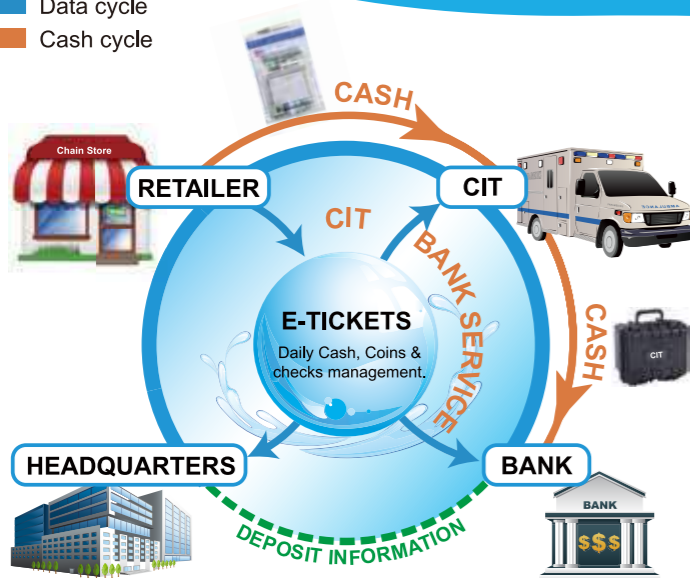 Data cycle
Cash cycle
CASH
Chain Store
RETAILER
CIT
CIT
BANK SERVICE
E-TICKETS
Daily Cash, Coins &
checks management.
CASH
CIT
HEADQUARTERS
BANK
DEPOSIT INFORMATION
BANK
$$$